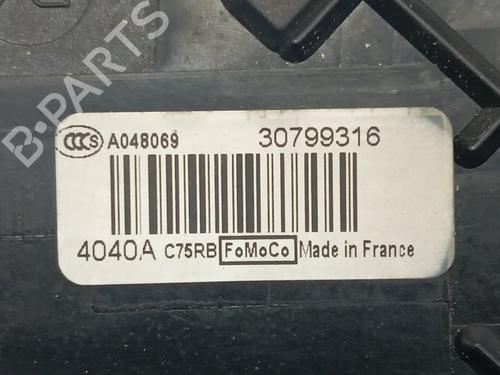 CCC S A048069 30799316
4040A C75RB FoMoCo Made in France
B-PARTS